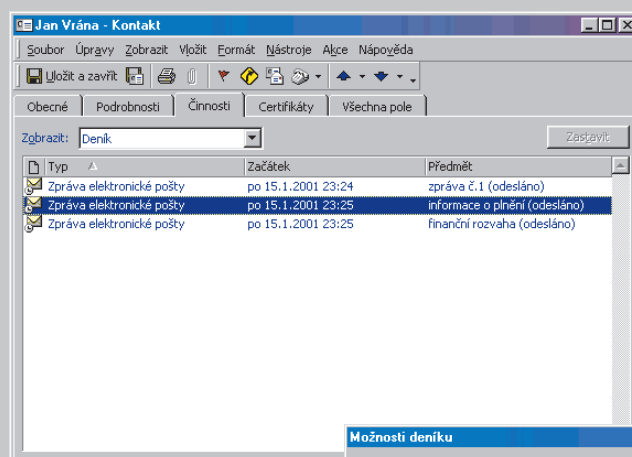 Jan Vrána - Kontakt
Soubor Úpravy Zobrazit Vložit Formát Nástroje Akce Nápověda
Uložit a zavřít
Obecné Podrobnosti Činnosti Certifikáty Všechna pole
Zobrazit: Deník Zastavit
Typ Začátek Předmět
Zpráva elektronické pošty po 15.1.2001 23:24 zpráva č.1 (odesláno)
Zpráva elektronické pošty po 15.1.2001 23:25 informace o plnění (odesláno)
Zpráva elektronické pošty po 15.1.2001 23:25 finanční rozvaha (odesláno)
Možnosti deníku